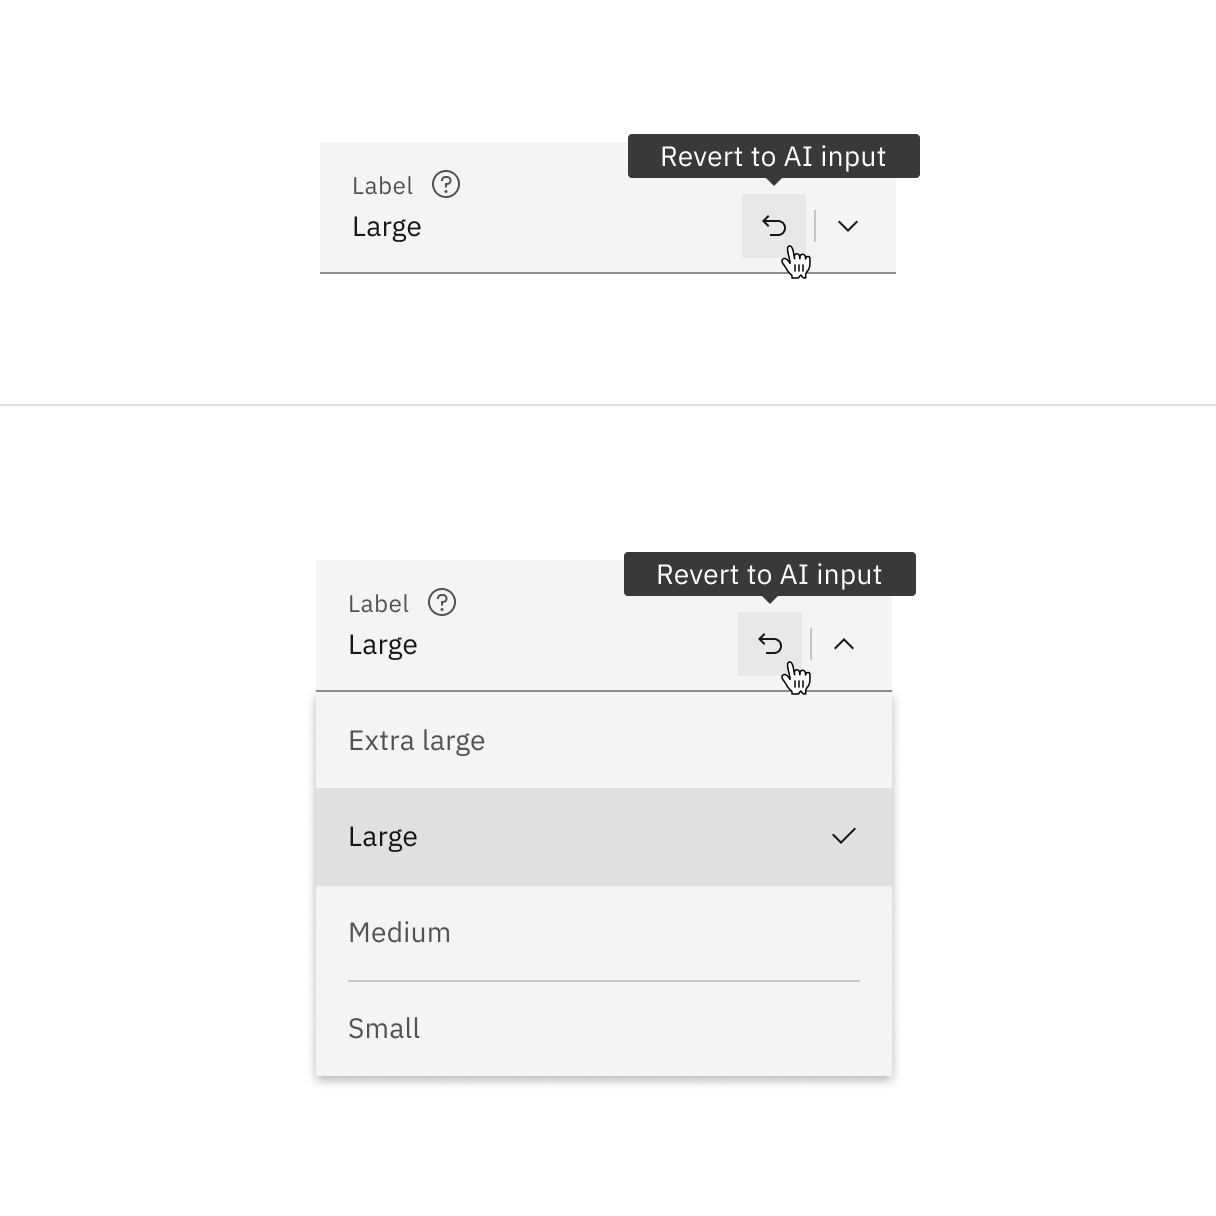 Revert to AI input
Label
Large
Revert to AI input
Label
Large
Extra large
Large
Medium
Small